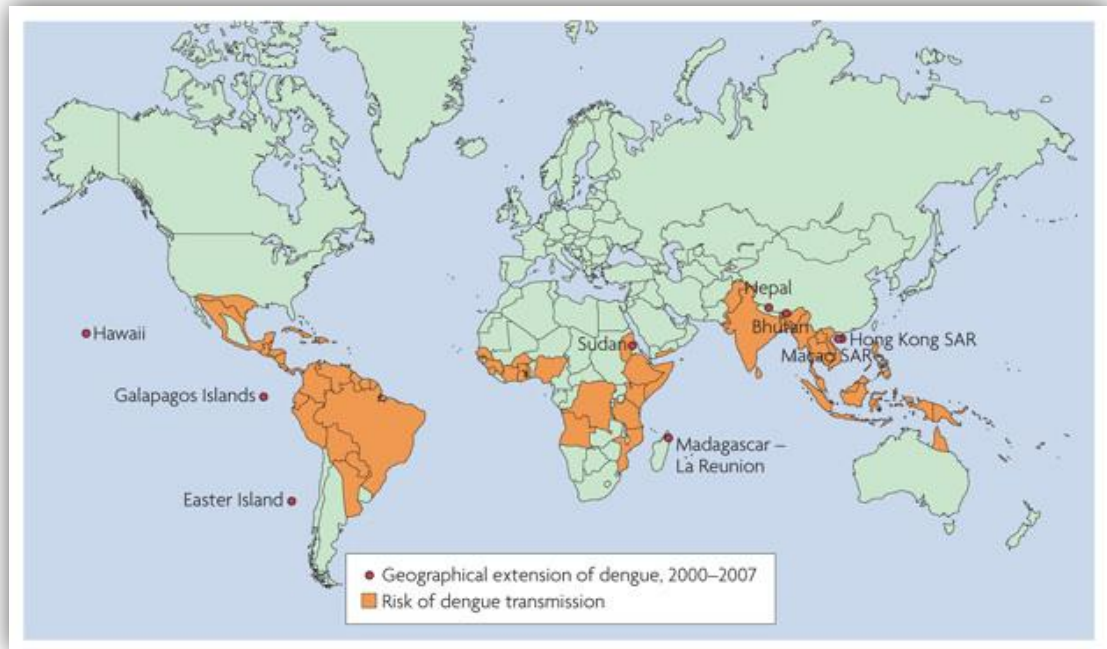 Nepal
Hawaii
Bhutan
Sudan
Hong Kong SAR
Macao SAR
Galapagos Islands
Madagascar –
La Reunion
Easter Island
Geographical extension of dengue, 2000–2007
Risk of dengue transmission